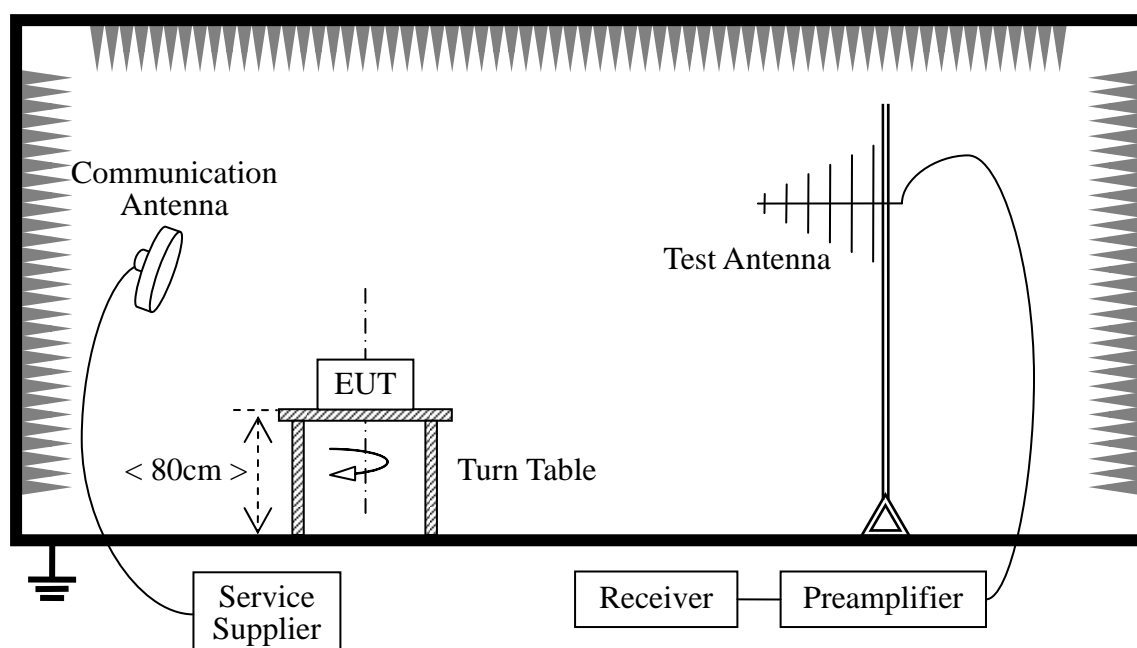 Communication
Antenna
Test Antenna
EUT
< 80cm >
Turn Table
Service
Supplier
Receiver
Preamplifier